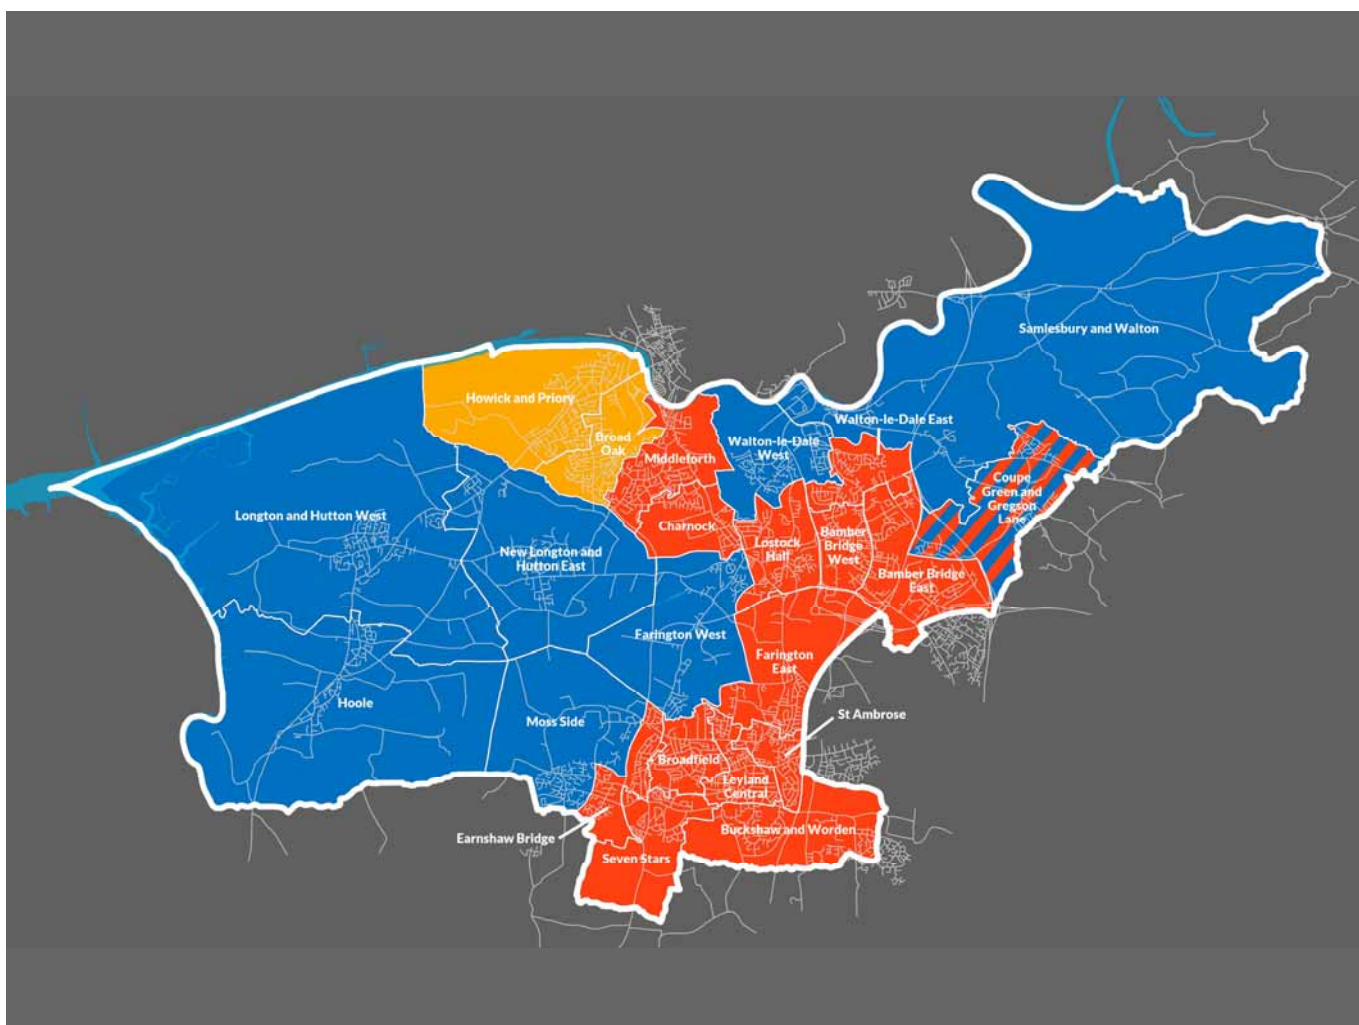 Samlesbury and Walton
Howick and Priory
Walton-le-Dale East
Broad
Oak
Walton-le-Dale
West
Middleforth
Coupe
Green and
Gregson
Lane
Longton and Hutton West
Charnock
New Longton and
Hutton East
Lostock
Hall
Bamber
Bridge
West
Bamber Bridge
East
Farington West
Farington
East
Hoole
Moss Side
St Ambrose
Broadfield
Leyland
Central
Earnshaw Bridge
Buckshaw and Worden
Seven Stars